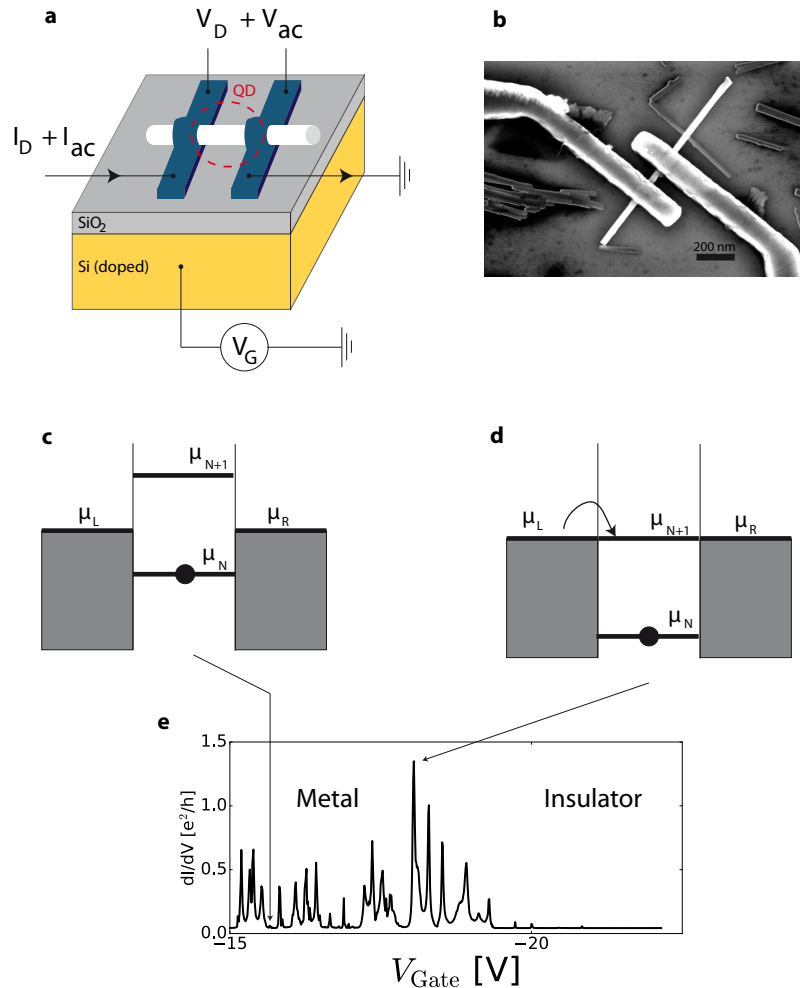 a
V_D + V_ac
QD
I_D + I_ac
SiO₂
Si (doped)
V_G
b
200 nm
c
μ_N+1
μ_L
μ_R
μ_N
d
μ_L
μ_N+1
μ_R
μ_N
e
1.5
1.0
0.5
0.0
dI/dV [e²/h]
Metal
Insulator
−15
−20
V_Gate [V]